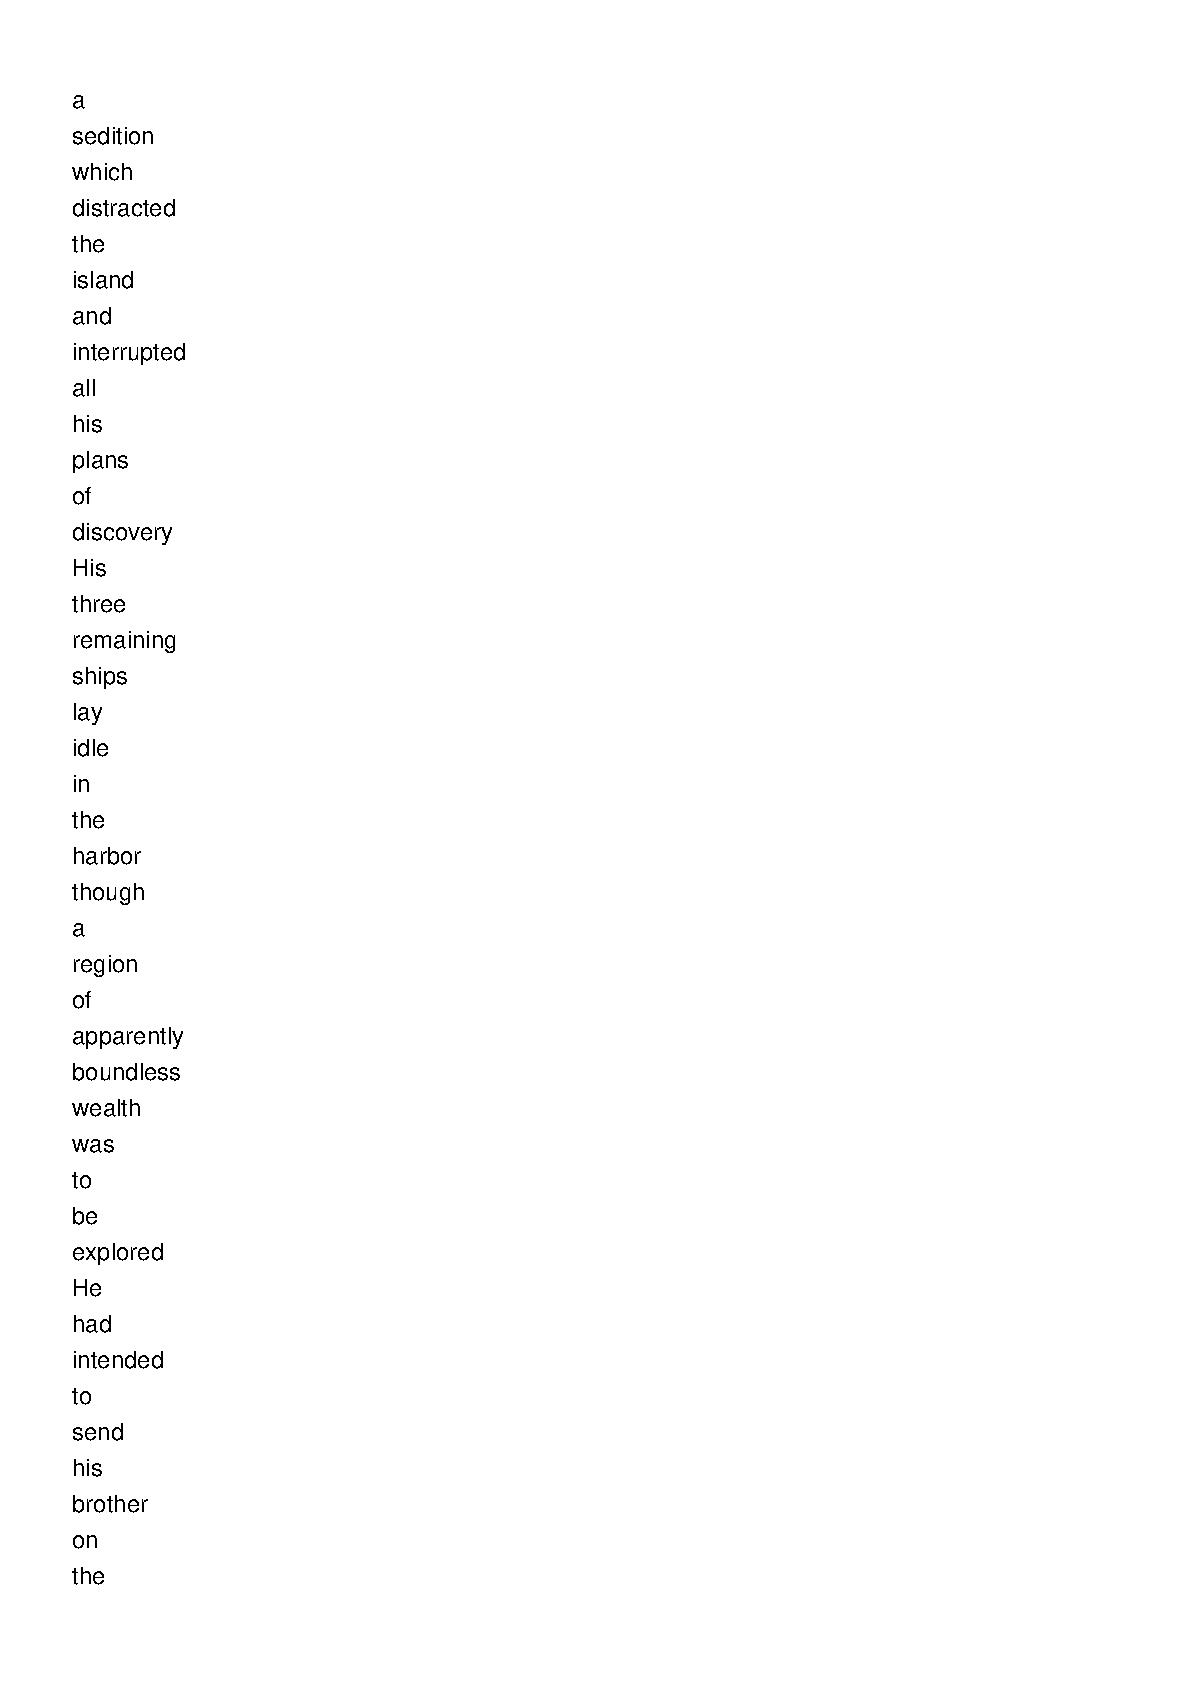 a
sedition
which
distracted
the
island
and
interrupted
all
his
plans
of
discovery
His
three
remaining
ships
lay
idle
in
the
harbor
though
a
region
of
apparently
boundless
wealth
was
to
be
explored
He
had
intended
to
send
his
brother
on
the